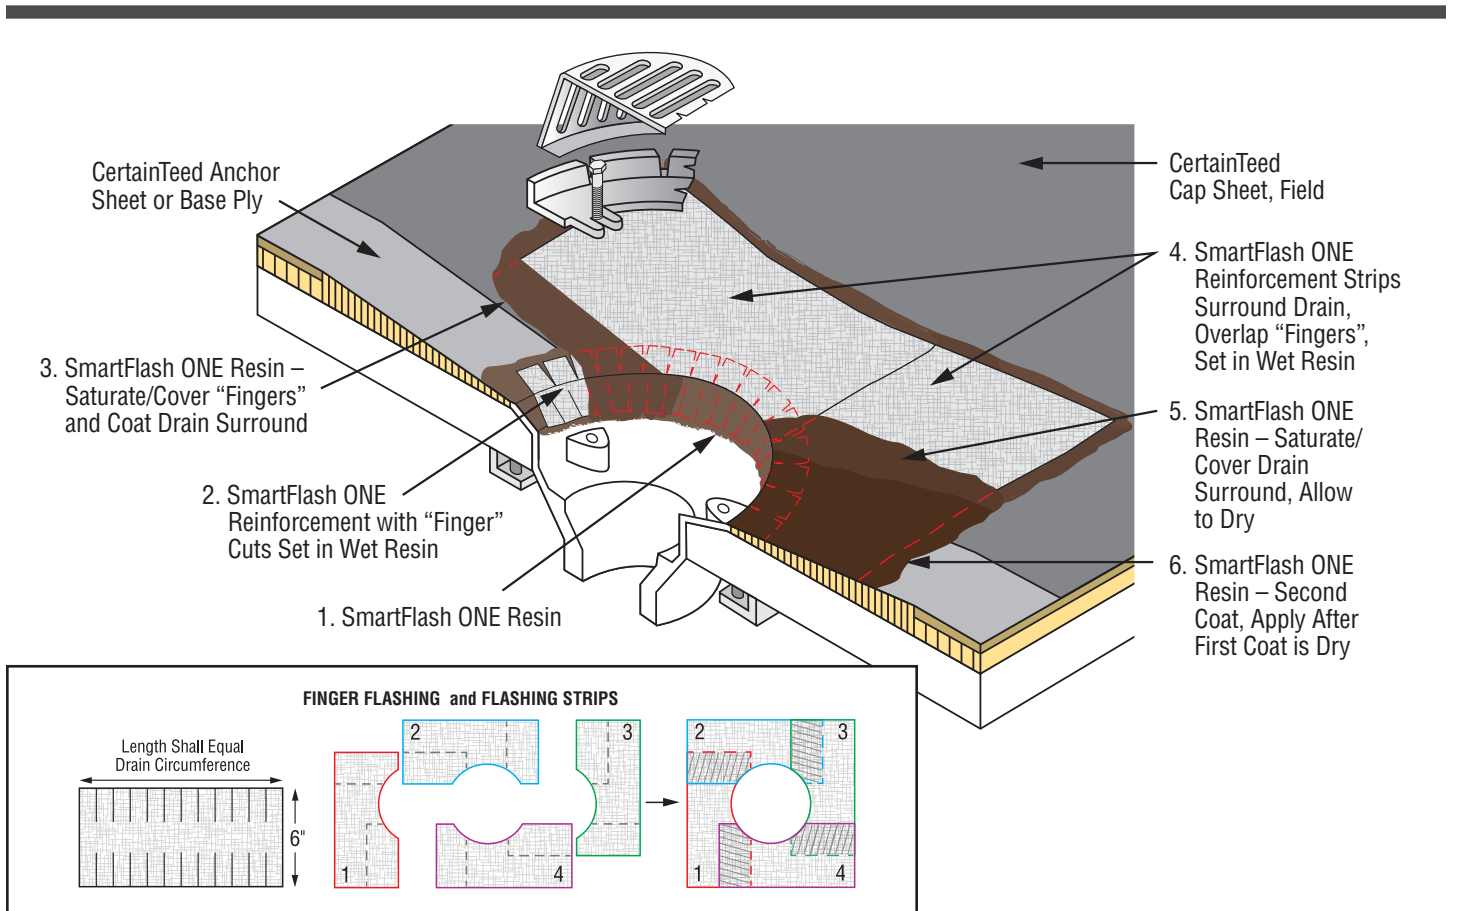 CertainTeed Anchor
Sheet or Base Ply
CertainTeed
Cap Sheet, Field
4. SmartFlash ONE
Reinforcement Strips
Surround Drain,
Overlap “Fingers”,
Set in Wet Resin
3. SmartFlash ONE Resin –
Saturate/Cover “Fingers”
and Coat Drain Surround
5. SmartFlash ONE
Resin – Saturate/
Cover Drain
Surround, Allow
to Dry
2. SmartFlash ONE
Reinforcement with “Finger”
Cuts Set in Wet Resin
6. SmartFlash ONE
Resin – Second
Coat, Apply After
First Coat is Dry
1. SmartFlash ONE Resin
FINGER FLASHING and FLASHING STRIPS
Length Shall Equal
Drain Circumference
6"
1
2
3
4
2
3
1
4